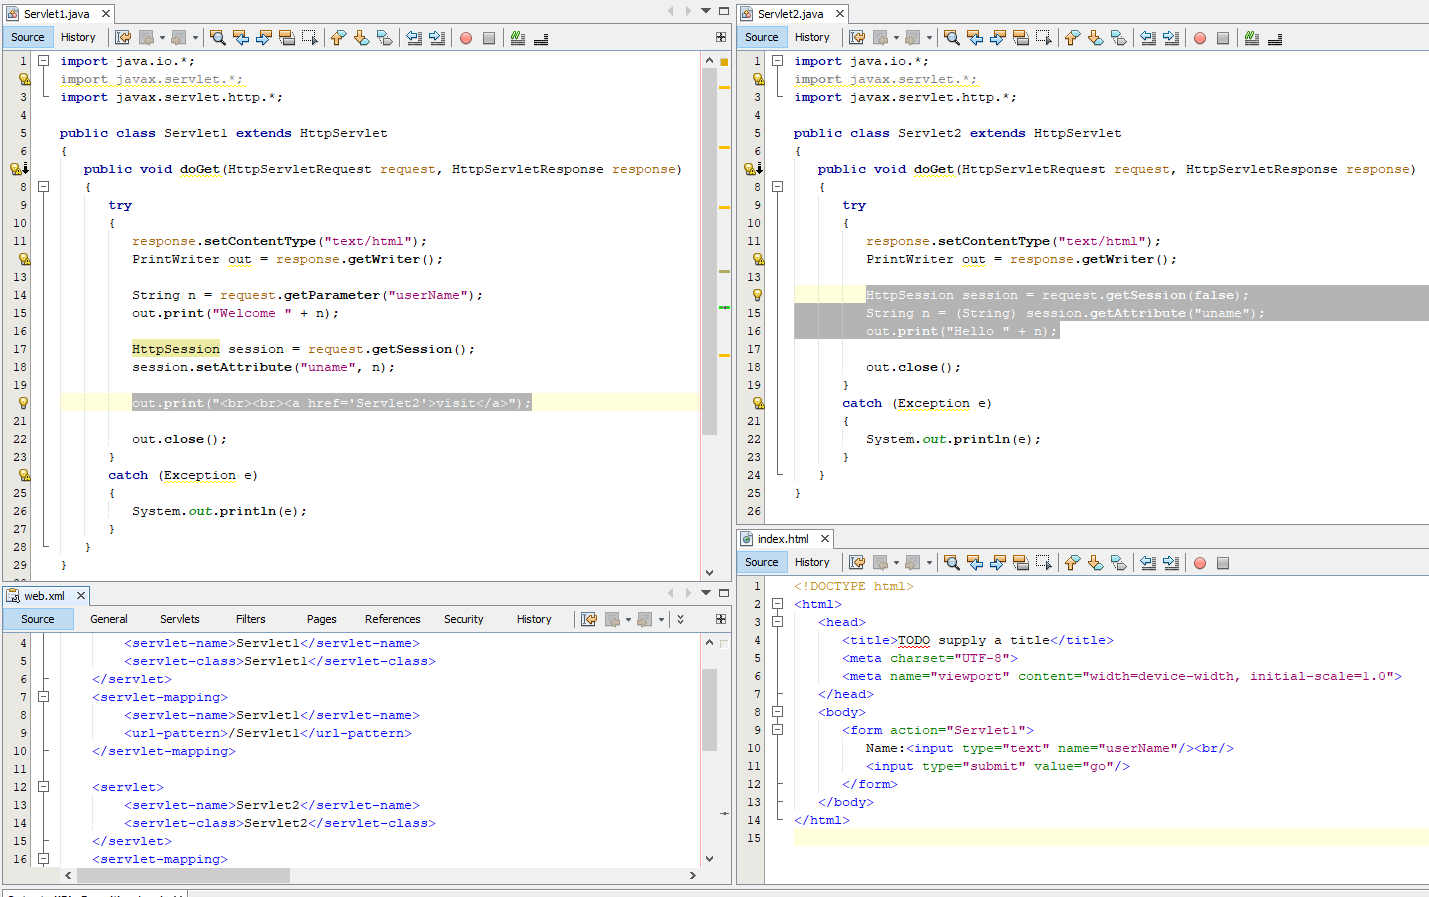 Servlet1.java
Source History
1 import java.io.*;
import javax.servlet.*;
3 import javax.servlet.http.*;
4
5 public class Servlet1 extends HttpServlet
6 {
public void doGet(HttpServletRequest request, HttpServletResponse response)
8 {
9 try
10 {
11 response.setContentType("text/html");
PrintWriter out = response.getWriter();
13
14 String n = request.getParameter("userName");
15 out.print("Welcome " + n);
16
17 HttpSession session = request.getSession();
18 session.setAttribute("uname", n);
19
out.print("<br><br><a href='Servlet2'>visit</a>");
21
22 out.close();
23 }
catch (Exception e)
25 {
26 System.out.println(e);
27 }
28 }
29 }
web.xml
Source General Servlets Filters Pages References Security History
4 <servlet-name>Servlet1</servlet-name>
5 <servlet-class>Servlet1</servlet-class>
6 </servlet>
7 <servlet-mapping>
8 <servlet-name>Servlet1</servlet-name>
9 <url-pattern>/Servlet1</url-pattern>
10 </servlet-mapping>
11
12 <servlet>
13 <servlet-name>Servlet2</servlet-name>
14 <servlet-class>Servlet2</servlet-class>
15 </servlet>
16 <servlet-mapping>
Servlet2.java
Source History
1 import java.io.*;
import javax.servlet.*;
3 import javax.servlet.http.*;
4
5 public class Servlet2 extends HttpServlet
6 {
public void doGet(HttpServletRequest request, HttpServletResponse response)
8 {
9 try
10 {
11 response.setContentType("text/html");
PrintWriter out = response.getWriter();
13
HttpSession session = request.getSession(false);
15 String n = (String) session.getAttribute("uname");
16 out.print("Hello " + n);
17
18 out.close();
19 }
catch (Exception e)
21 {
22 System.out.println(e);
23 }
24 }
25 }
26
index.html
Source History
1 <!DOCTYPE html>
2 <html>
3 <head>
4 <title>TODO supply a title</title>
5 <meta charset="UTF-8">
6 <meta name="viewport" content="width=device-width, initial-scale=1.0">
7 </head>
8 <body>
9 <form action="Servlet1">
10 Name:<input type="text" name="userName"/><br/>
11 <input type="submit" value="go"/>
12 </form>
13 </body>
14 </html>
15